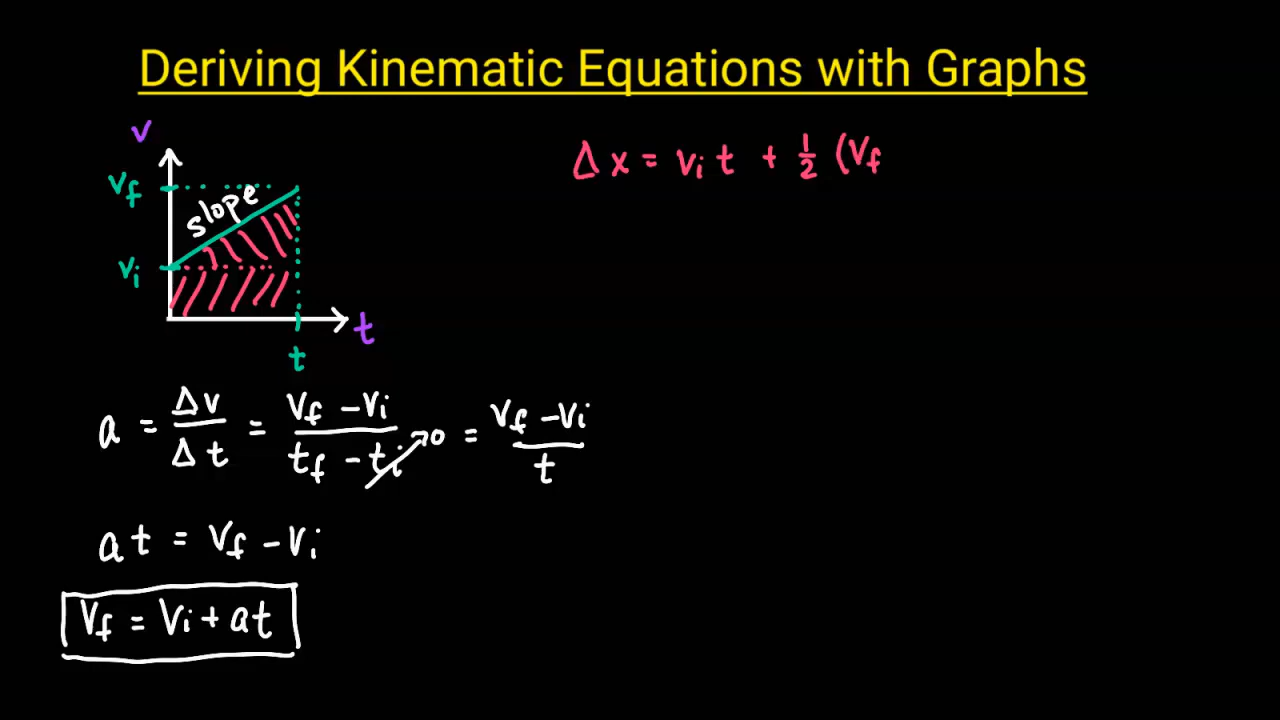 Deriving Kinematic Equations with Graphs
v
vf
slope
vi
t
t
Δx = vi t + 1/2 (vf
a = Δv/Δt = (vf - vi)/(tf - ti) → 0 = (vf - vi)/t
at = vf - vi
vf = vi + at